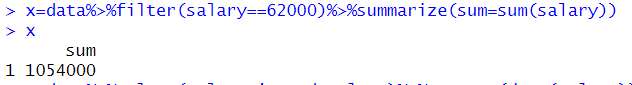 > x=data%>%filter(salary==62000)%>%summarize(sum=sum(salary))
> x
sum
1 1054000